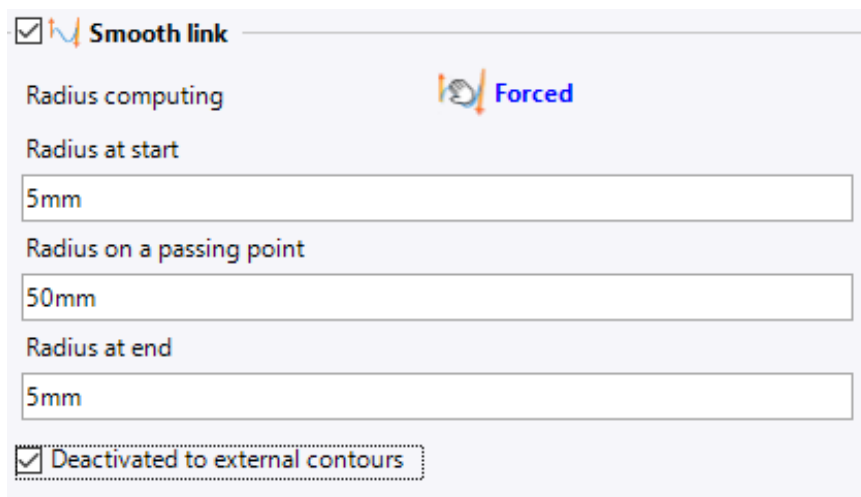 Smooth link
Radius computing Forced
Radius at start
5mm
Radius on a passing point
50mm
Radius at end
5mm
Deactivated to external contours